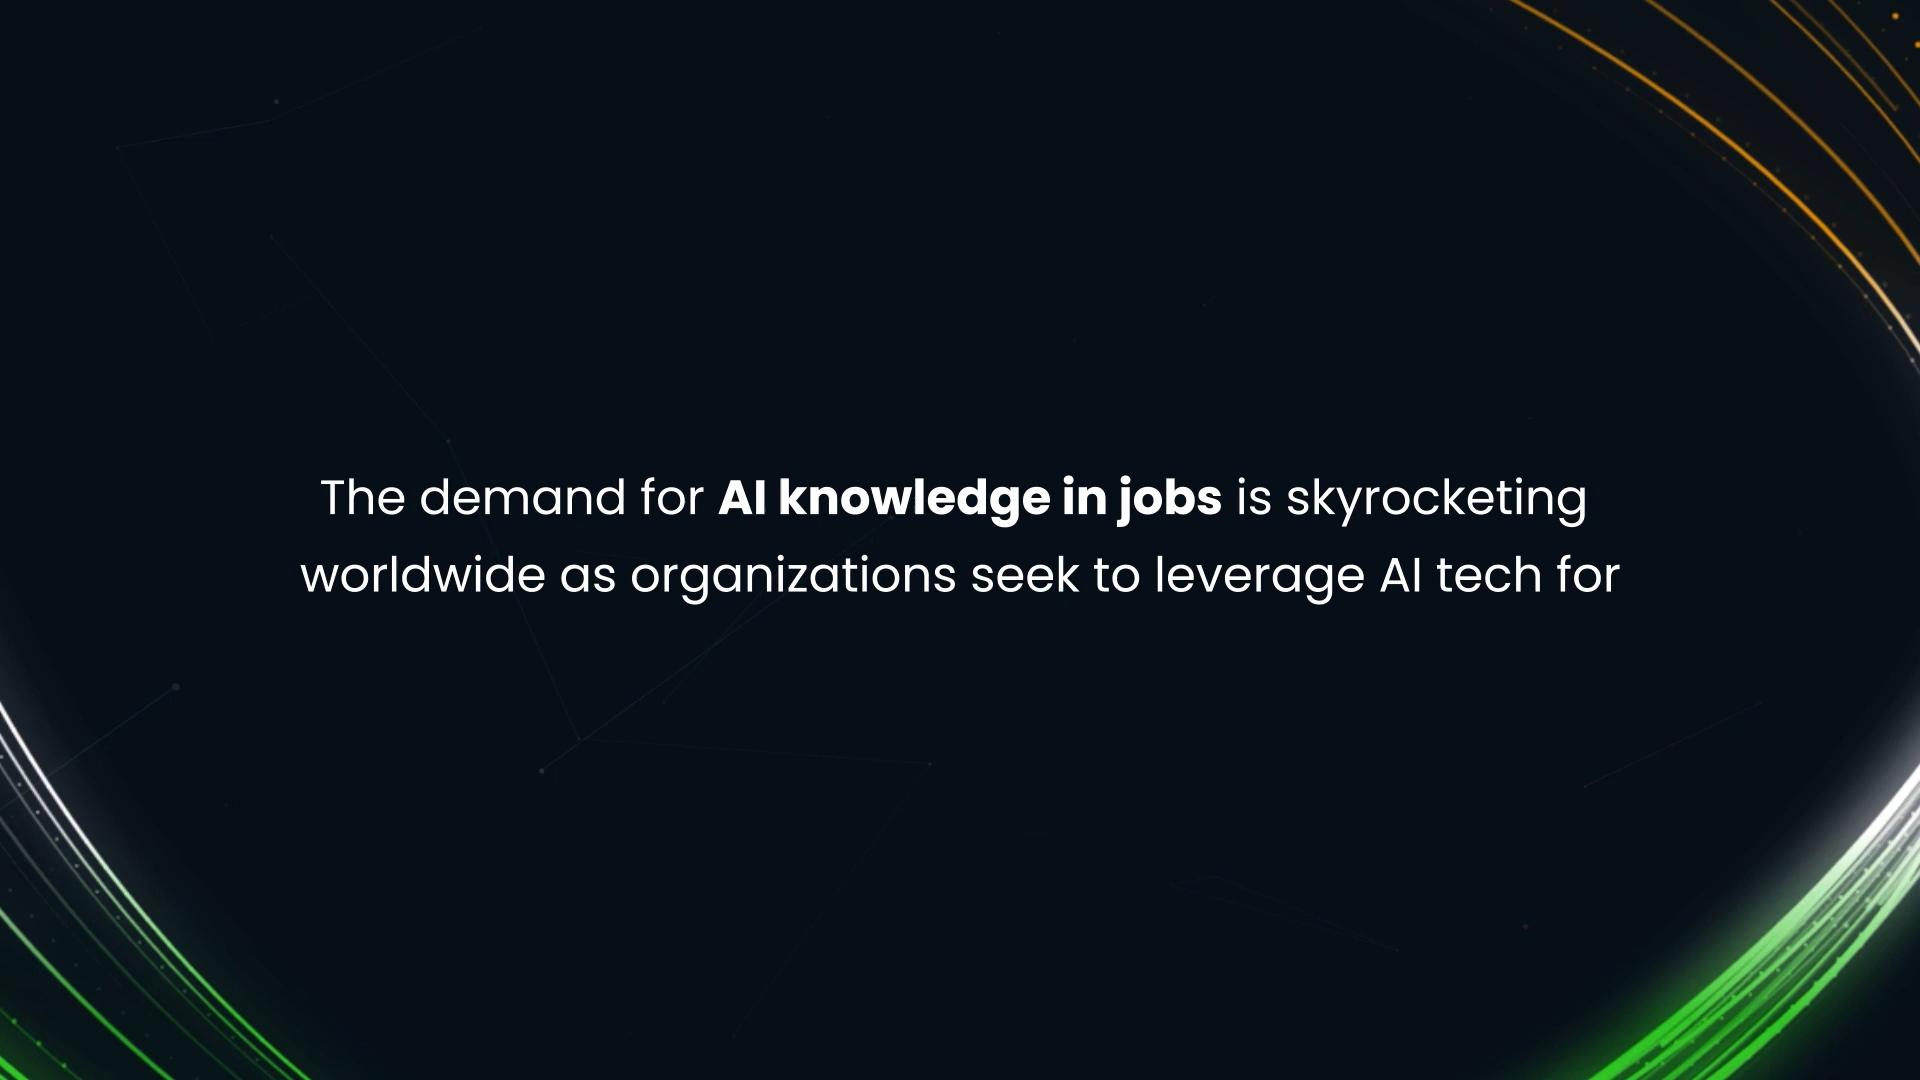 The demand for AI knowledge in jobs is skyrocketing
worldwide as organizations seek to leverage AI tech for